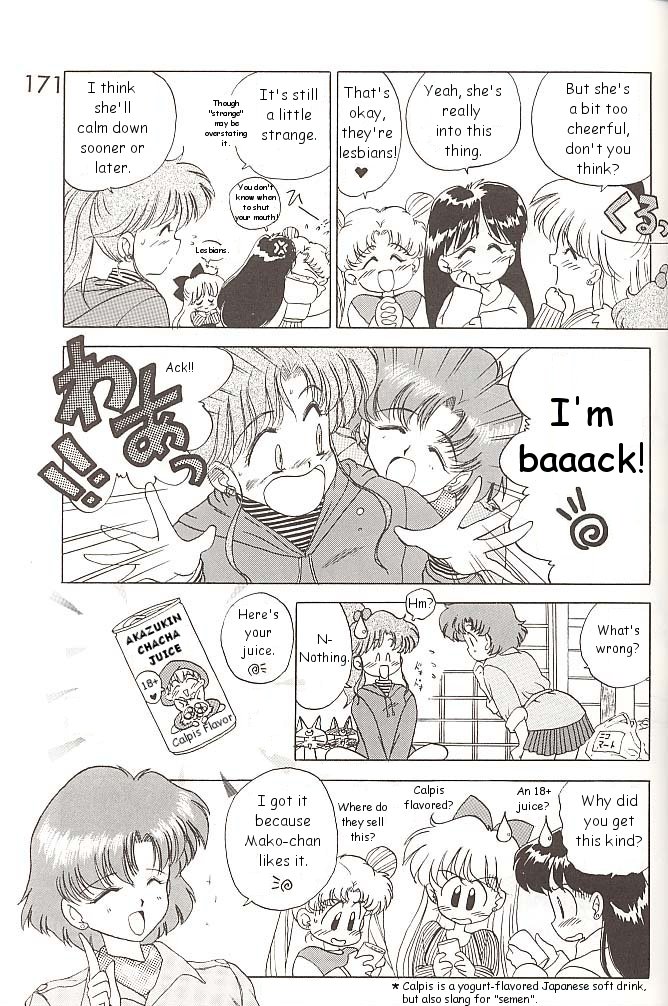 171
But she's
a bit too
cheerful,
don't you
think?
くるっ
Yeah, she's
really
into this
thing.
That's
okay,
they're
lesbians!
♥
It's still
a little
strange.
Though
"strange"
may be
overstating
it.
You don't
know when
to shut
your mouth!
Lesbians.
I think
she'll
calm down
sooner or
later.
I'm
baaack!
Ack!!
わあっ
!!
What's
wrong?
Hm?
N-
Nothing.
Here's
your
juice.
AKAZUKIN
CHACHA
JUICE
18+
♥
Calpis Flavor
Why did
you get
this kind?
An 18+
juice?
Calpis
flavored?
Where do
they sell
this?
I got it
because
Mako-chan
likes it.
* Calpis is a yogurt-flavored Japanese soft drink,
but also slang for "semen".